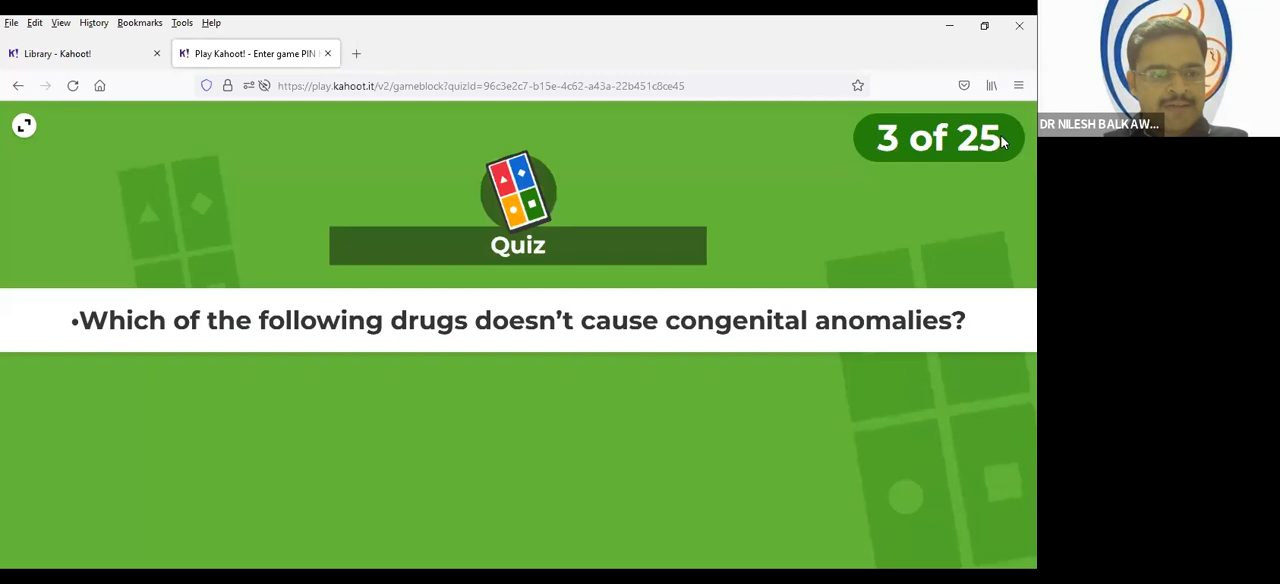 File Edit View History Bookmarks Tools Help
K! Library - Kahoot!
K! Play Kahoot! - Enter game PIN
https://play.kahoot.it/v2/gameblock?quizId=96c3e2c7-b15e-4c62-a43a-22b451c8ce45
DR NILESH BALKAW...
3 of 25
Quiz
•Which of the following drugs doesn’t cause congenital anomalies?